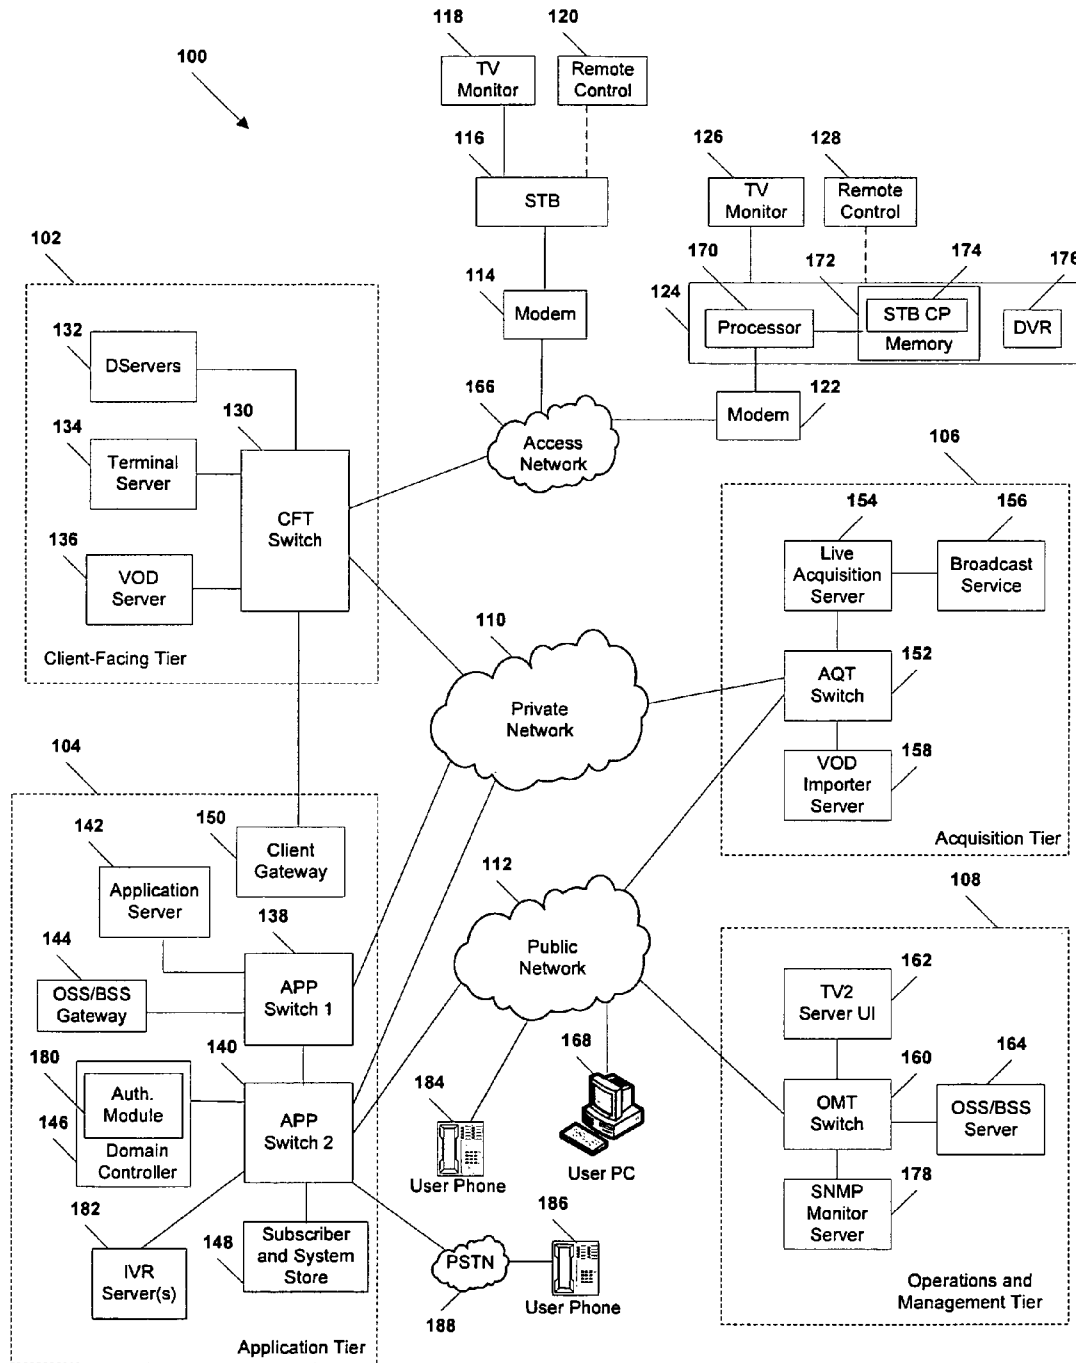 118
120
100
TV
Monitor
Remote
Control
116
STB
126
128
TV
Monitor
Remote
Control
102
114
Modem
170
172
174
176
124
Processor
STB CP
Memory
DVR
132
DServers
166
Access
Network
Modem
122
130
134
Terminal
Server
CFT
Switch
106
154
156
136
VOD
Server
Live
Acquisition
Server
Broadcast
Service
Client-Facing Tier
110
Private
Network
152
AQT
Switch
104
158
VOD
Importer
Server
150
Client
Gateway
142
Application
Server
Acquisition Tier
112
108
138
144
OSS/BSS
Gateway
APP
Switch 1
Public
Network
162
TV2
Server UI
140
180
Auth.
Module
146
Domain
Controller
APP
Switch 2
168
184
160
164
OMT
Switch
OSS/BSS
Server
User Phone
User PC
178
SNMP
Monitor
Server
182
IVR
Server(s)
148
Subscriber
and System
Store
186
PSTN
188
User Phone
Operations and
Management Tier
Application Tier